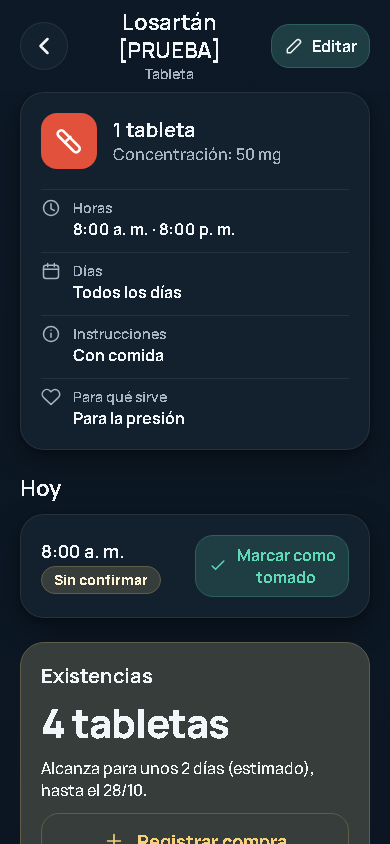 Losartán
[PRUEBA]
Tableta
Editar
1 tableta
Concentración: 50 mg
Horas
8:00 a. m. · 8:00 p. m.
Días
Todos los días
Instrucciones
Con comida
Para qué sirve
Para la presión
Hoy
8:00 a. m.
Sin confirmar
Marcar como
tomado
Existencias
4 tabletas
Alcanza para unos 2 días (estimado),
hasta el 28/10.
Registrar compra